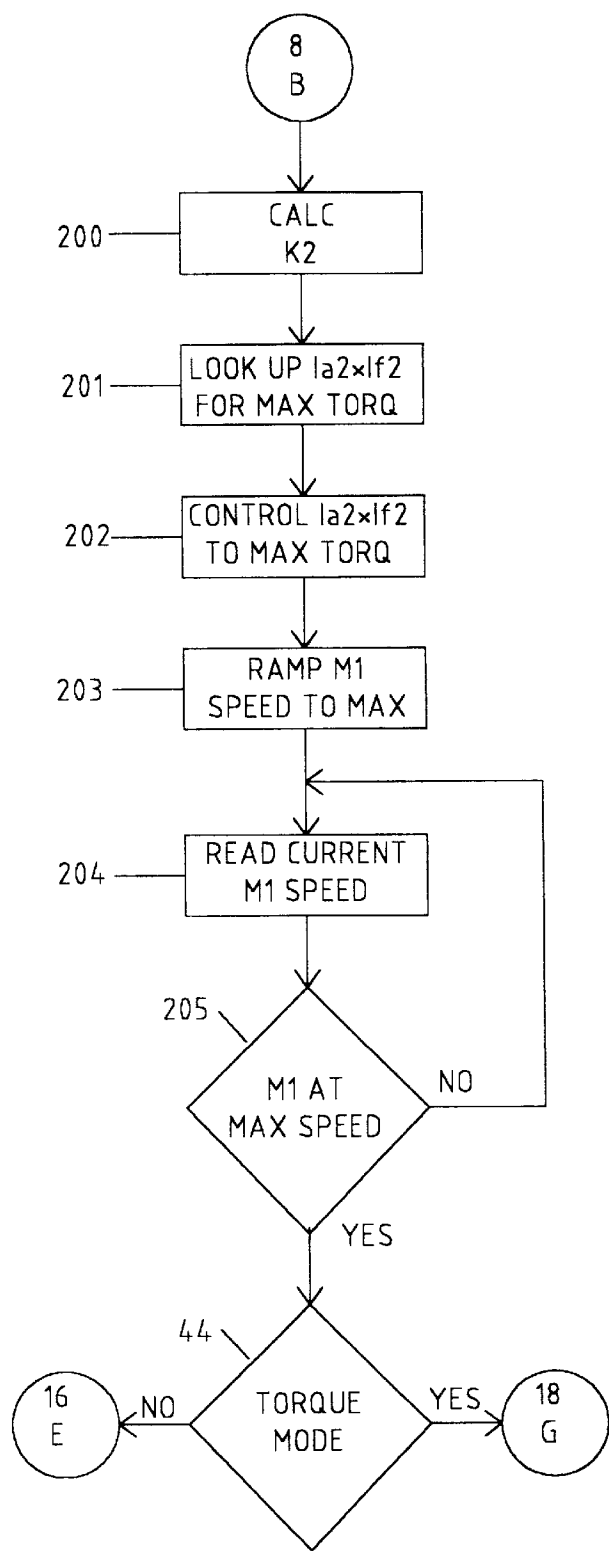 8
B
200
CALC
K2
201
LOOK UP Ia2×If2
FOR MAX TORQ
202
CONTROL Ia2×If2
TO MAX TORQ
203
RAMP M1
SPEED TO MAX
204
READ CURRENT
M1 SPEED
205
M1 AT
MAX SPEED
NO
YES
44
TORQUE
MODE
NO
YES
16
E
18
G